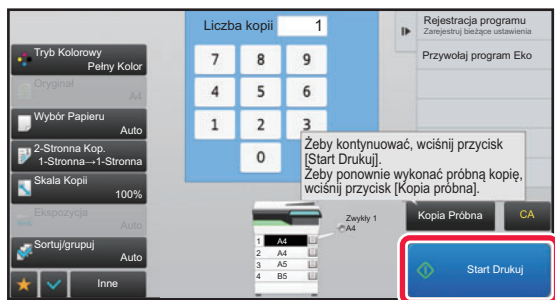 Liczba kopii 1
Rejestracja programu
Zarejestruj bieżące ustawienia
Przywołaj program Eko
Tryb Kolorowy
Pełny Kolor
Oryginał
A4
Wybór Papieru
Auto
2-Stronna Kop.
1-Stronna→1-Stronna
Skala Kopii
100%
Ekspozycja
Auto
Sortuj/grupuj
Auto
Inne
7 8 9
4 5 6
1 2 3
0
Żeby kontynuować, wciśnij przycisk
[Start Drukuj].
Żeby ponownie wykonać próbną kopię,
wciśnij przycisk [Kopia próbna].
Zwykły 1
A4
1 A4
2 A4
3 A5
4 B5
Kopia Próbna
CA
Start Drukuj